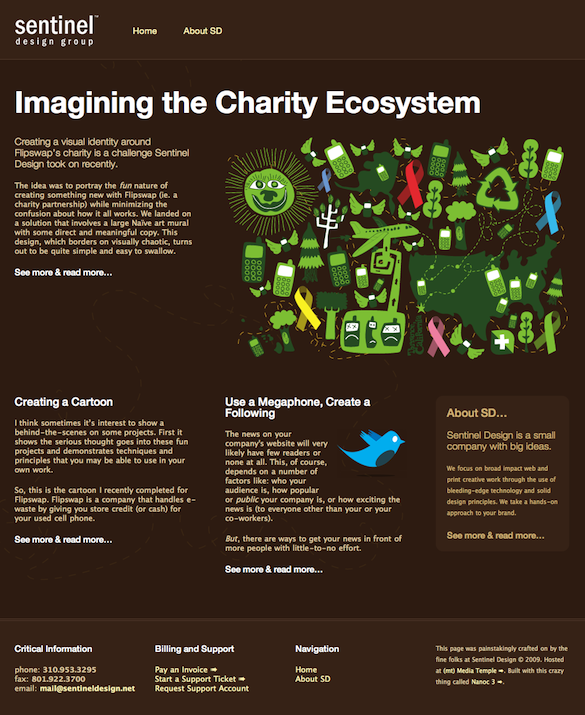 sentinel™
design group
Home
About SD
Imagining the Charity Ecosystem
Creating a visual identity around
Flipswap's charity is a challenge Sentinel
Design took on recently.
The idea was to portray the fun nature of
creating something new with Flipswap (ie. a
charity partnership) while minimizing the
confusion about how it all works. We landed on
a solution that involves a large Naïve art mural
with some direct and meaningful copy. This
design, which borders on visually chaotic, turns
out to be quite simple and easy to swallow.
See more & read more...
Creating a Cartoon
I think sometimes it's interest to show a
behind-the-scenes on some projects. First it
shows the serious thought goes into these fun
projects and demonstrates techniques and
principles that you may be able to use in your
own work.
So, this is the cartoon I recently completed for
Flipswap. Flipswap is a company that handles e-
waste by giving you store credit (or cash) for
your used cell phone.
See more & read more...
Use a Megaphone, Create a
Following
The news on your
company's website will very
likely have few readers or
none at all. This, of course,
depends on a number of
factors like: who your
audience is, how popular
or public your company is, or how exciting the
news is (to everyone other than your or your
co-workers).
But, there are ways to get your news in front of
more people with little-to-no effort.
See more & read more...
About SD...
Sentinel Design is a small
company with big ideas.
We focus on broad impact web and
print creative work through the use of
bleeding-edge technology and solid
design principles. We take a hands-on
approach to your brand.
See more & read more...
Critical Information
phone: 310.953.3295
fax: 801.922.3700
email: mail@sentineldesign.net
Billing and Support
Pay an Invoice ➠
Start a Support Ticket ➠
Request Support Account
Navigation
Home
About SD
This page was painstakingly crafted on by the
fine folks at Sentinel Design © 2009. Hosted
at (mt) Media Temple ➠. Built with this crazy
thing called Nanoc 3 ➠.